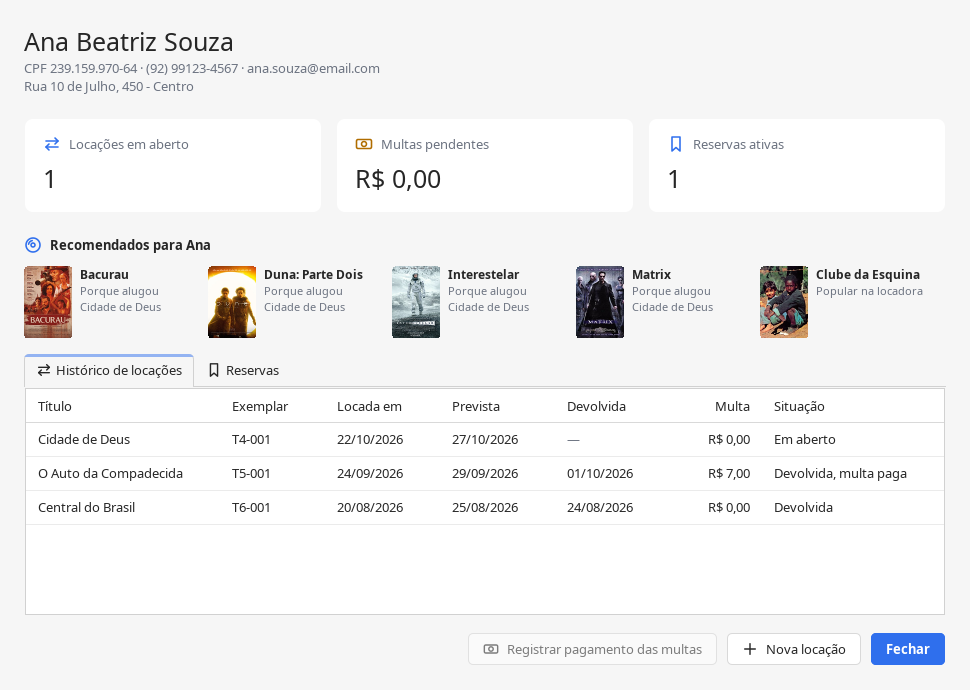 Ana Beatriz Souza
CPF 239.159.970-64 · (92) 99123-4567 · ana.souza@email.com
Rua 10 de Julho, 450 - Centro
Locações em aberto
1
Multas pendentes
R$ 0,00
Reservas ativas
1
Recomendados para Ana
BACURAU
Bacurau
Porque alugou
Cidade de Deus
Duna: Parte Dois
Porque alugou
Cidade de Deus
Interestelar
Porque alugou
Cidade de Deus
MATRIX
Matrix
Porque alugou
Cidade de Deus
Clube da Esquina
Popular na locadora
Histórico de locações
Reservas
Título Exemplar Locada em Prevista Devolvida Multa Situação
Cidade de Deus T4-001 22/10/2026 27/10/2026 — R$ 0,00 Em aberto
O Auto da Compadecida T5-001 24/09/2026 29/09/2026 01/10/2026 R$ 7,00 Devolvida, multa paga
Central do Brasil T6-001 20/08/2026 25/08/2026 24/08/2026 R$ 0,00 Devolvida
Registrar pagamento das multas
Nova locação
Fechar